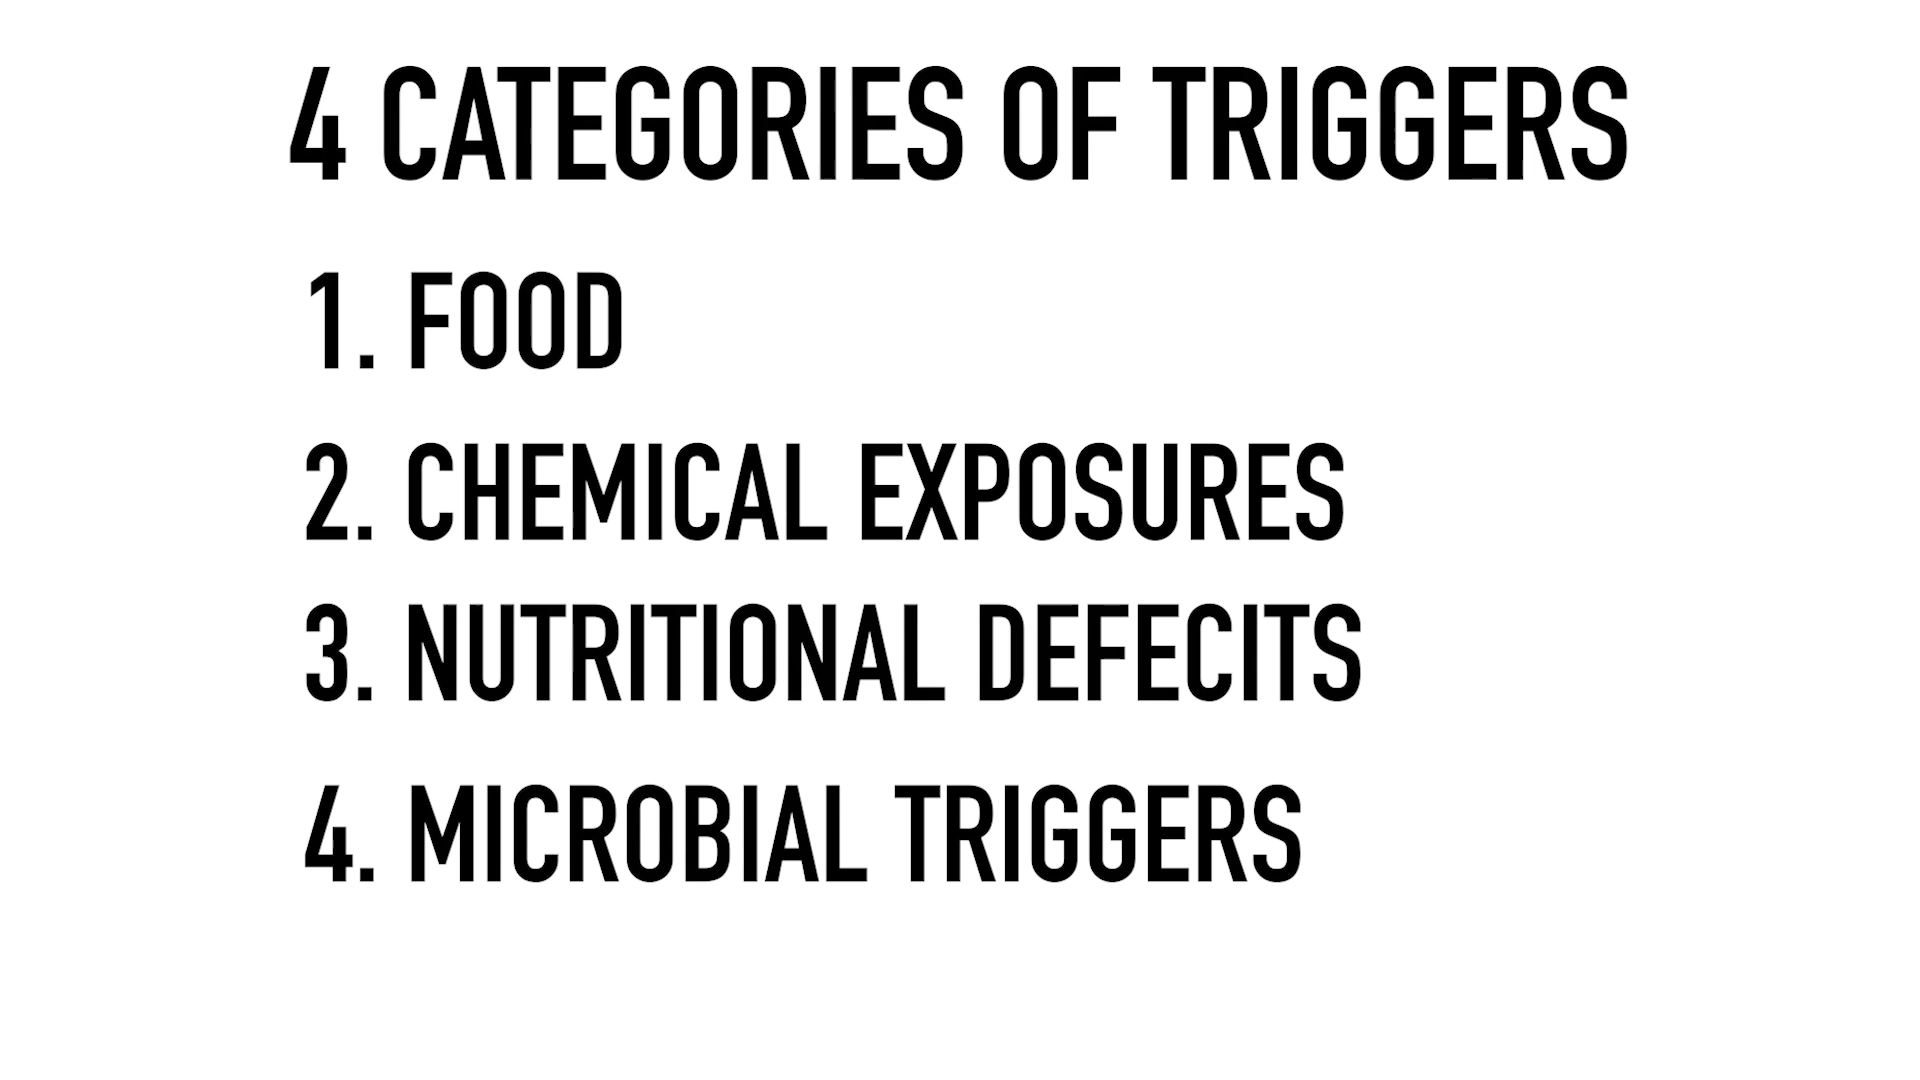 4 CATEGORIES OF TRIGGERS
1. FOOD
2. CHEMICAL EXPOSURES
3. NUTRITIONAL DEFECITS
4. MICROBIAL TRIGGERS